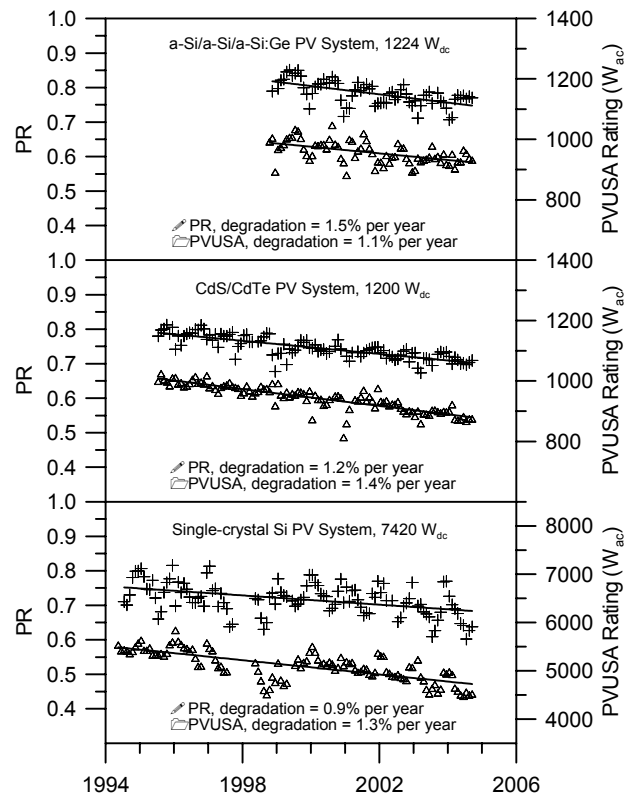 1.0
0.9
0.8
0.7
0.6
0.5
0.4
PR
a-Si/a-Si/a-Si:Ge PV System, 1224 Wdc
PR, degradation = 1.5% per year
PVUSA, degradation = 1.1% per year
1400
1200
1000
800
PVUSA Rating (Wac)
1.0
0.9
0.8
0.7
0.6
0.5
0.4
PR
CdS/CdTe PV System, 1200 Wdc
PR, degradation = 1.2% per year
PVUSA, degradation = 1.4% per year
1400
1200
1000
800
PVUSA Rating (Wac)
1.0
0.9
0.8
0.7
0.6
0.5
0.4
PR
Single-crystal Si PV System, 7420 Wdc
PR, degradation = 0.9% per year
PVUSA, degradation = 1.3% per year
8000
7000
6000
5000
4000
PVUSA Rating (Wac)
1994 1998 2002 2006